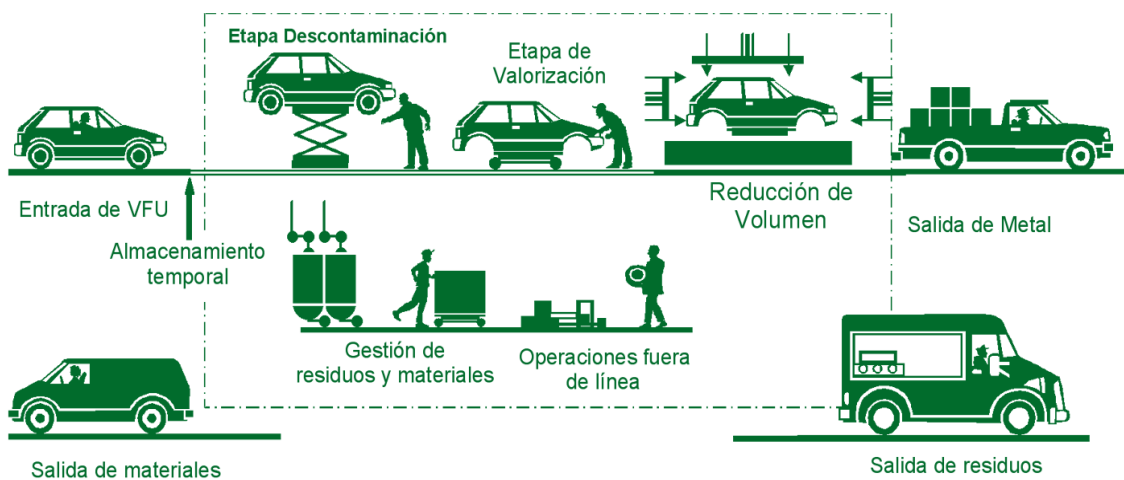 Etapa Descontaminación
Etapa de
Valorización
Entrada de VFU
Almacenamiento
temporal
Reducción de
Volumen
Salida de Metal
Gestión de
residuos y materiales
Operaciones fuera
de línea
Salida de materiales
Salida de residuos